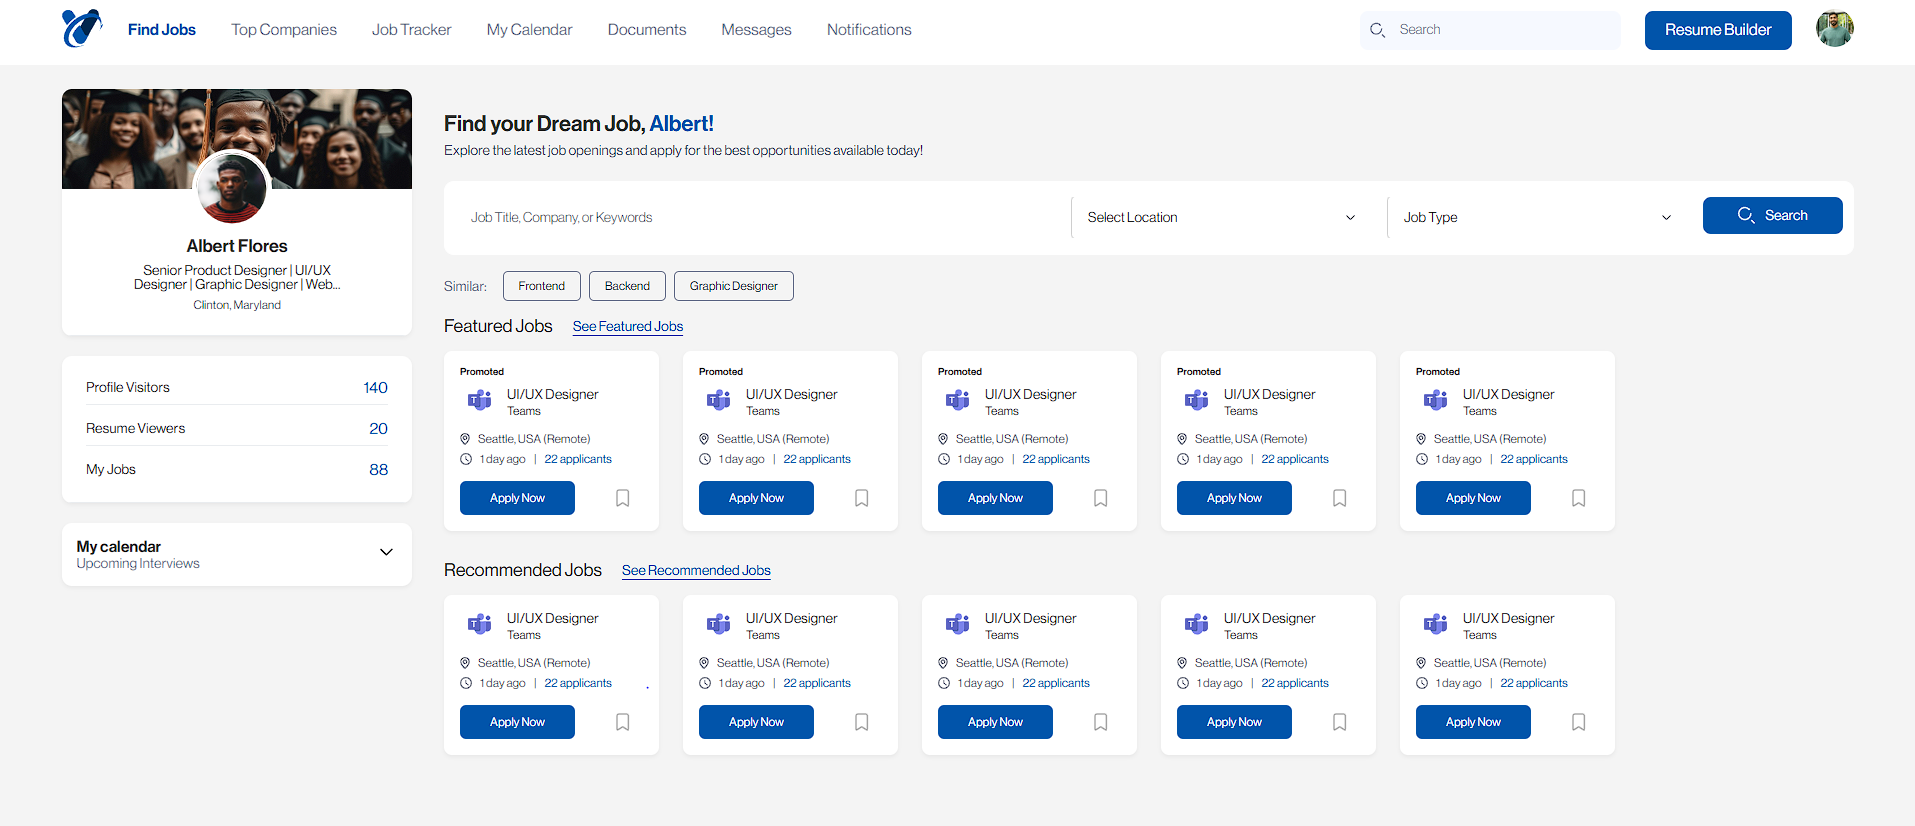 Find Jobs
Top Companies
Job Tracker
My Calendar
Documents
Messages
Notifications
Search
Resume Builder
Albert Flores
Senior Product Designer | UI/UX
Designer | Graphic Designer | Web...
Clinton, Maryland
Profile Visitors 140
Resume Viewers 20
My Jobs 88
My calendar
Upcoming Interviews
Find your Dream Job, Albert!
Explore the latest job openings and apply for the best opportunities available today!
Job Title, Company, or Keywords
Select Location
Job Type
Search
Similar:
Frontend
Backend
Graphic Designer
Featured Jobs
See Featured Jobs
Promoted
UI/UX Designer
Teams
Seattle, USA (Remote)
1 day ago | 22 applicants
Apply Now
Promoted
UI/UX Designer
Teams
Seattle, USA (Remote)
1 day ago | 22 applicants
Apply Now
Promoted
UI/UX Designer
Teams
Seattle, USA (Remote)
1 day ago | 22 applicants
Apply Now
Promoted
UI/UX Designer
Teams
Seattle, USA (Remote)
1 day ago | 22 applicants
Apply Now
Promoted
UI/UX Designer
Teams
Seattle, USA (Remote)
1 day ago | 22 applicants
Apply Now
Recommended Jobs
See Recommended Jobs
UI/UX Designer
Teams
Seattle, USA (Remote)
1 day ago | 22 applicants
Apply Now
UI/UX Designer
Teams
Seattle, USA (Remote)
1 day ago | 22 applicants
Apply Now
UI/UX Designer
Teams
Seattle, USA (Remote)
1 day ago | 22 applicants
Apply Now
UI/UX Designer
Teams
Seattle, USA (Remote)
1 day ago | 22 applicants
Apply Now
UI/UX Designer
Teams
Seattle, USA (Remote)
1 day ago | 22 applicants
Apply Now